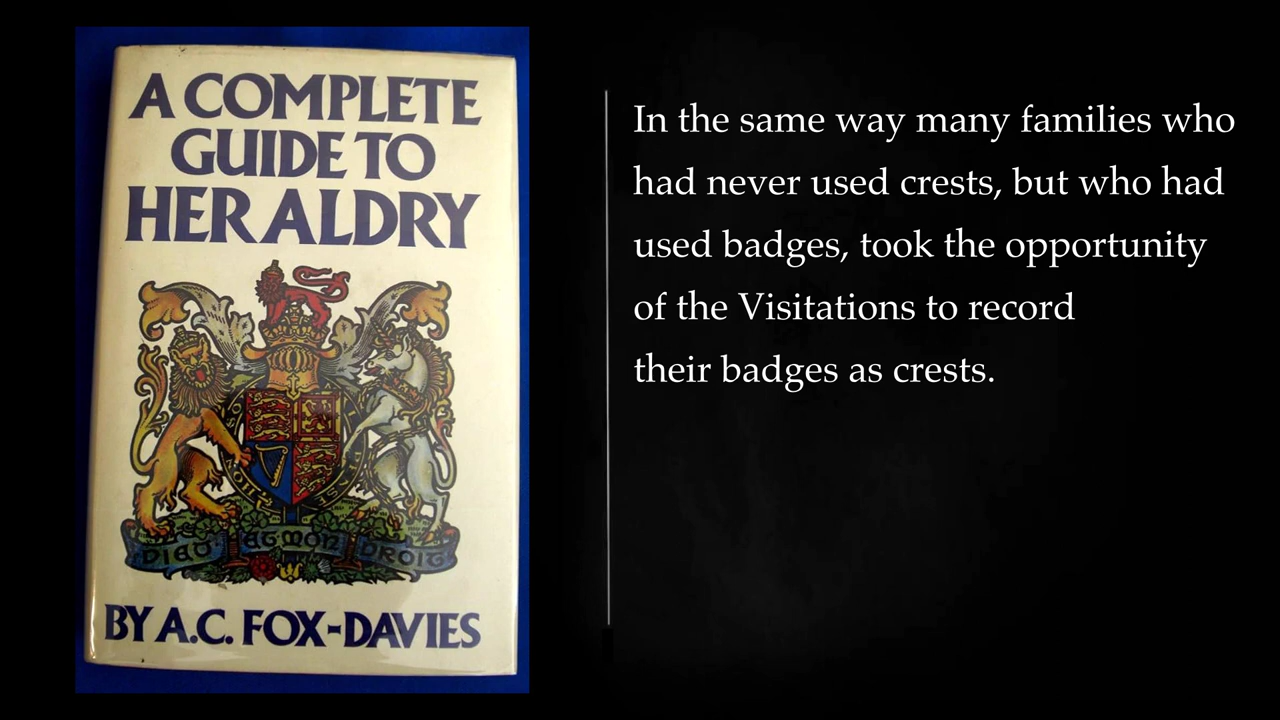 A COMPLETE
GUIDE TO
HERALDRY
DIEU ET MON DROIT
BY A.C. FOX-DAVIES
In the same way many families who
had never used crests, but who had
used badges, took the opportunity
of the Visitations to record
their badges as crests.